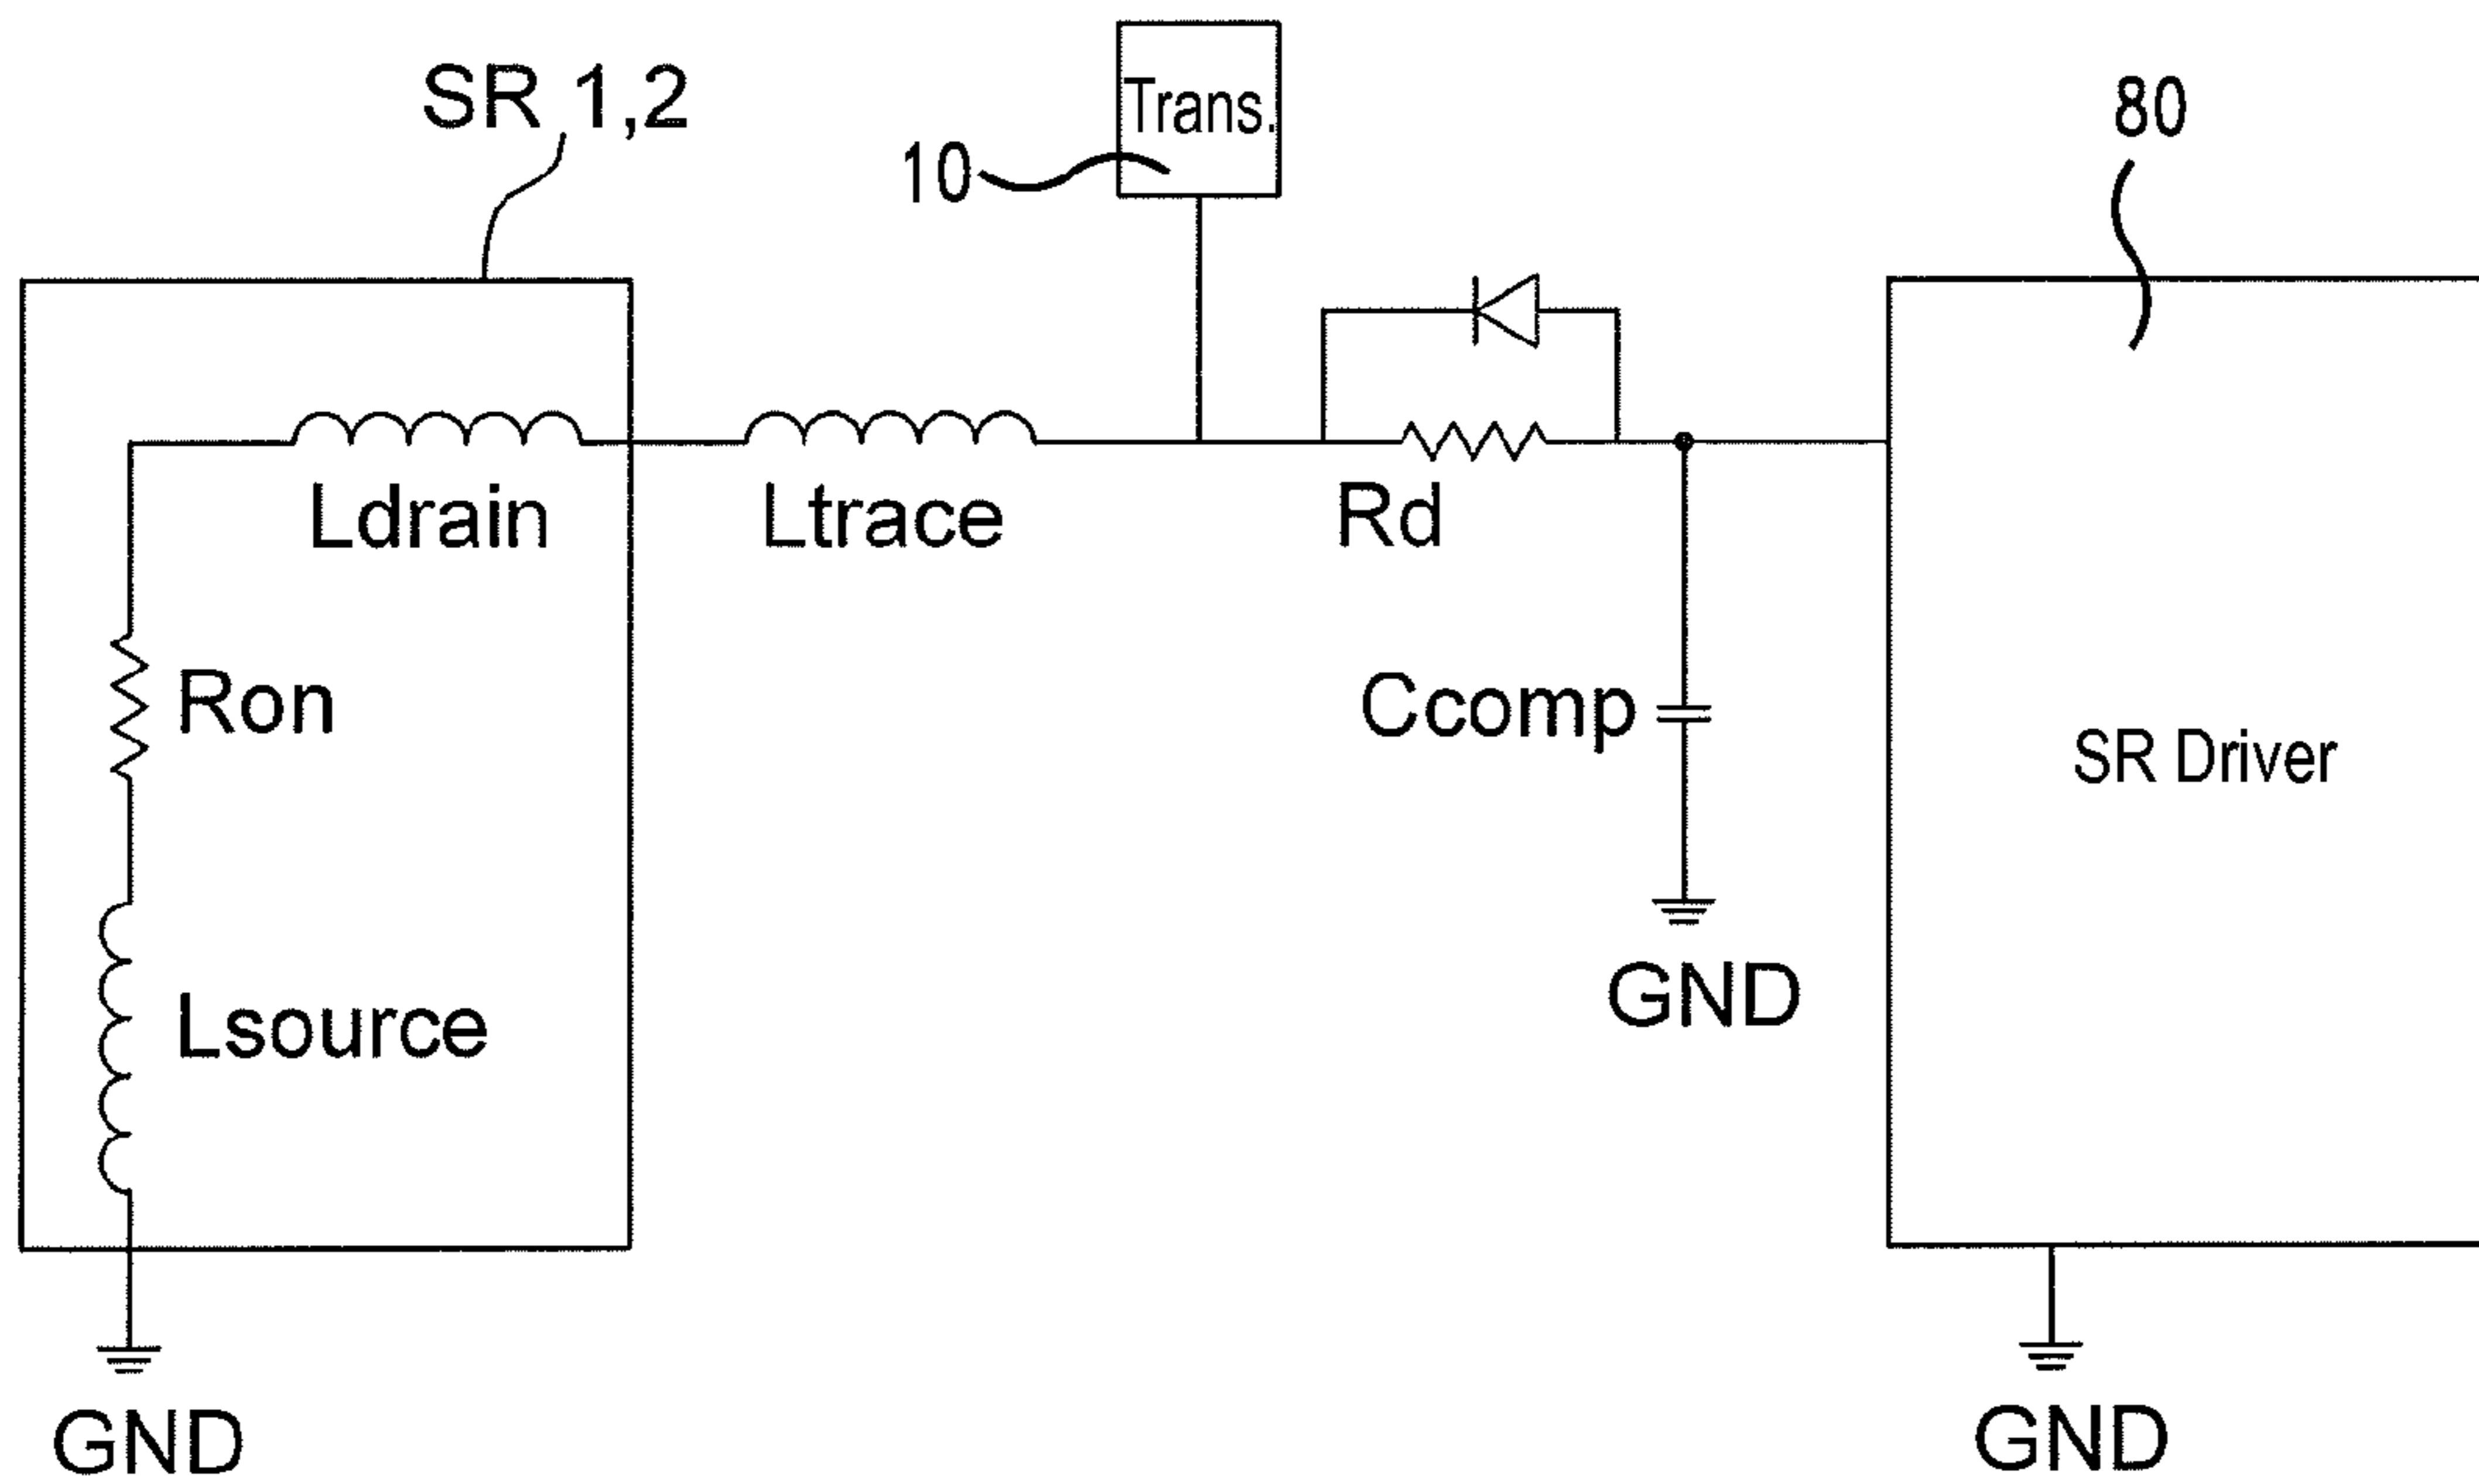 SR 1,2
Trans.
10
80
Ldrain
Ltrace
Rd
Ron
Ccomp
SR Driver
Lsource
GND
GND
GND